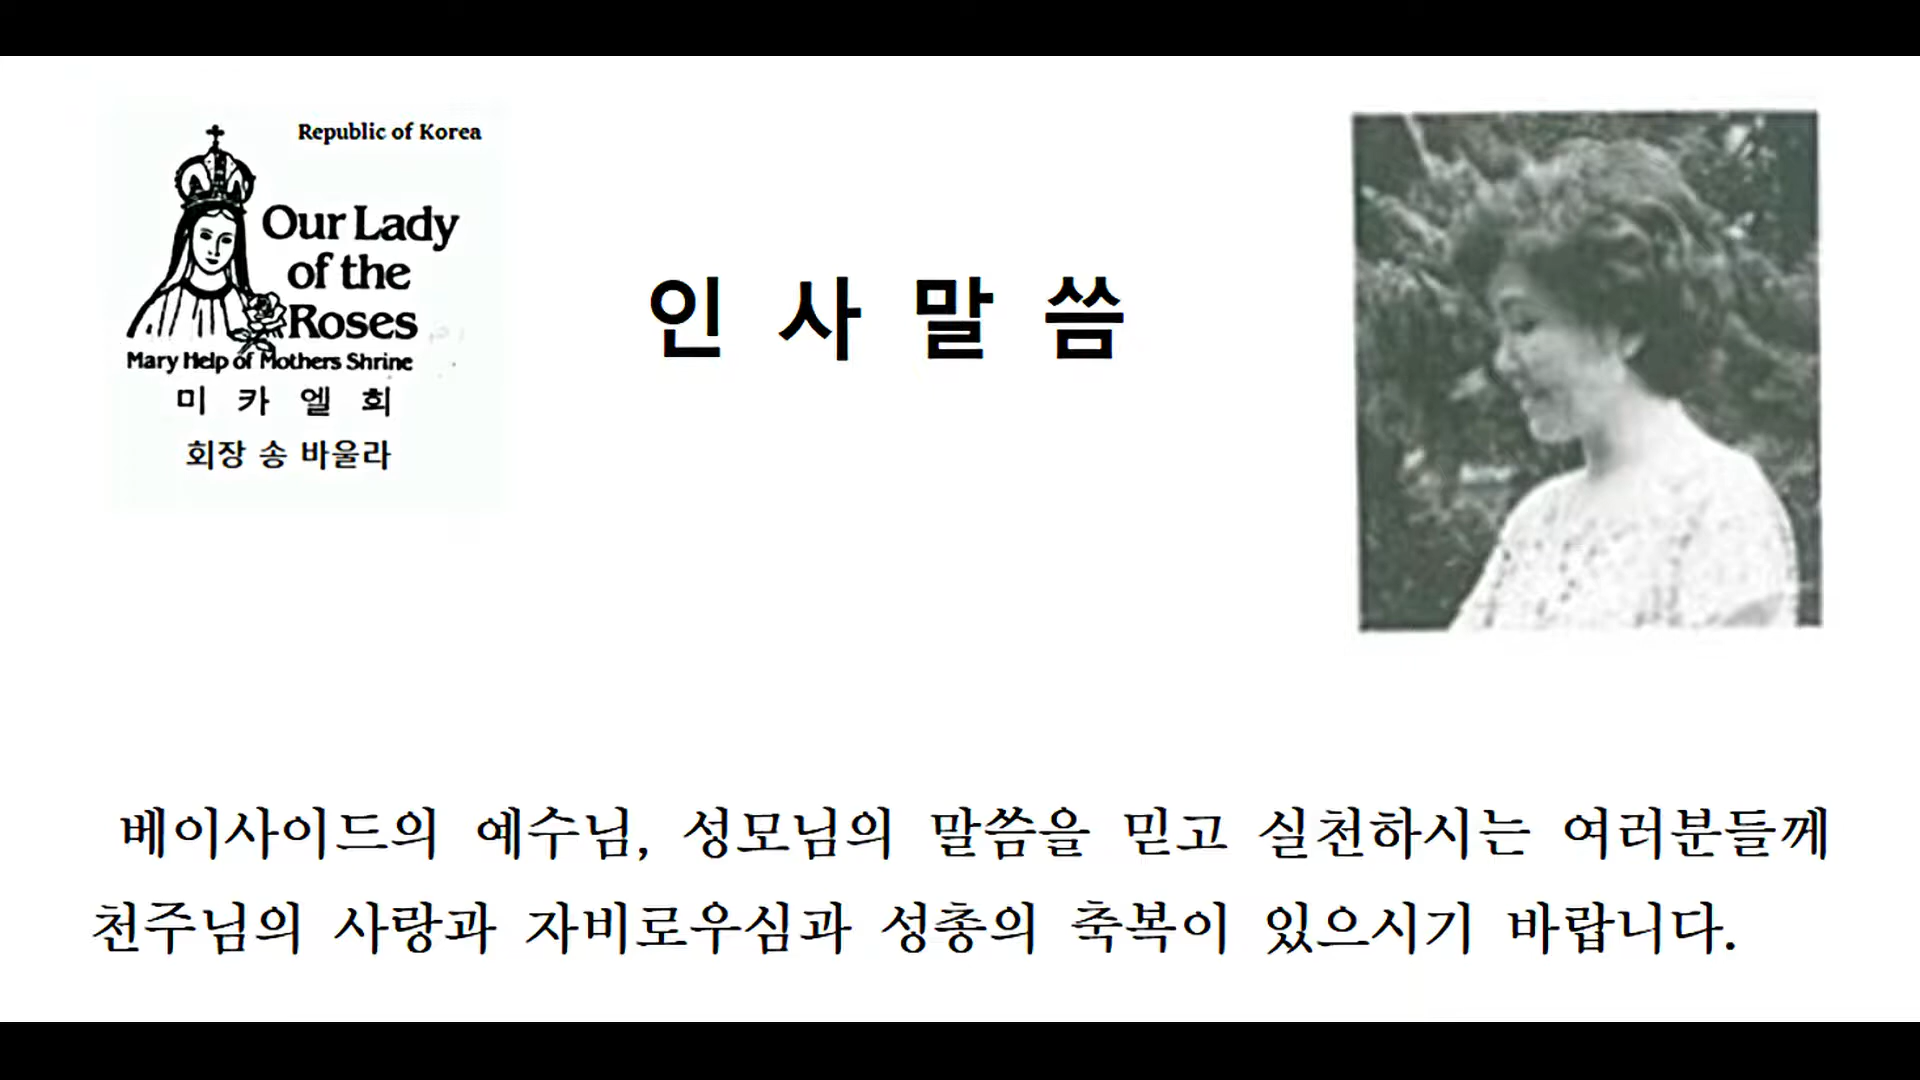 Republic of Korea
Our Lady
of the
Roses
Mary Help of Mothers Shrine
미 카 엘 회
회장 송 바울라
인 사 말 씀
베이사이드의 예수님, 성모님의 말씀을 믿고 실천하시는 여러분들께
천주님의 사랑과 자비로우심과 성총의 축복이 있으시기 바랍니다.